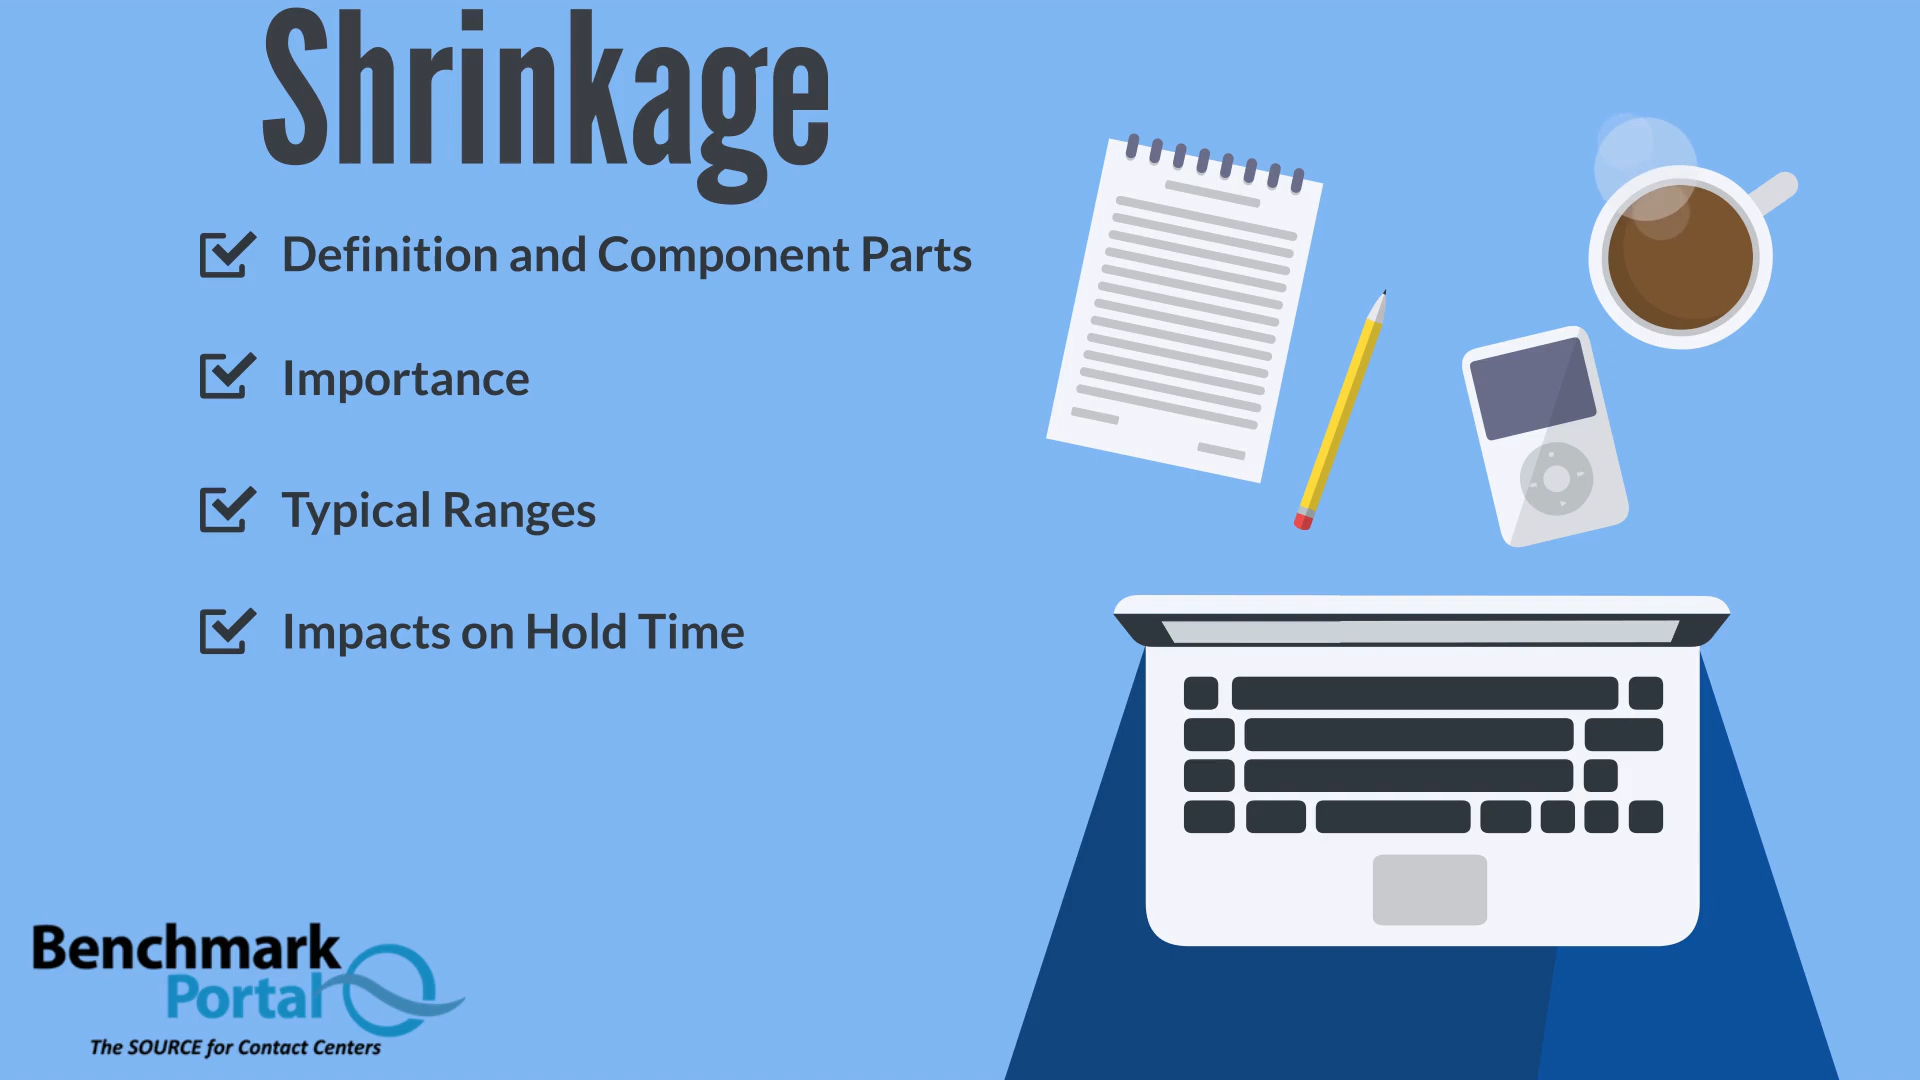 Shrinkage
Definition and Component Parts
Importance
Typical Ranges
Impacts on Hold Time
Benchmark
Portal
The SOURCE for Contact Centers